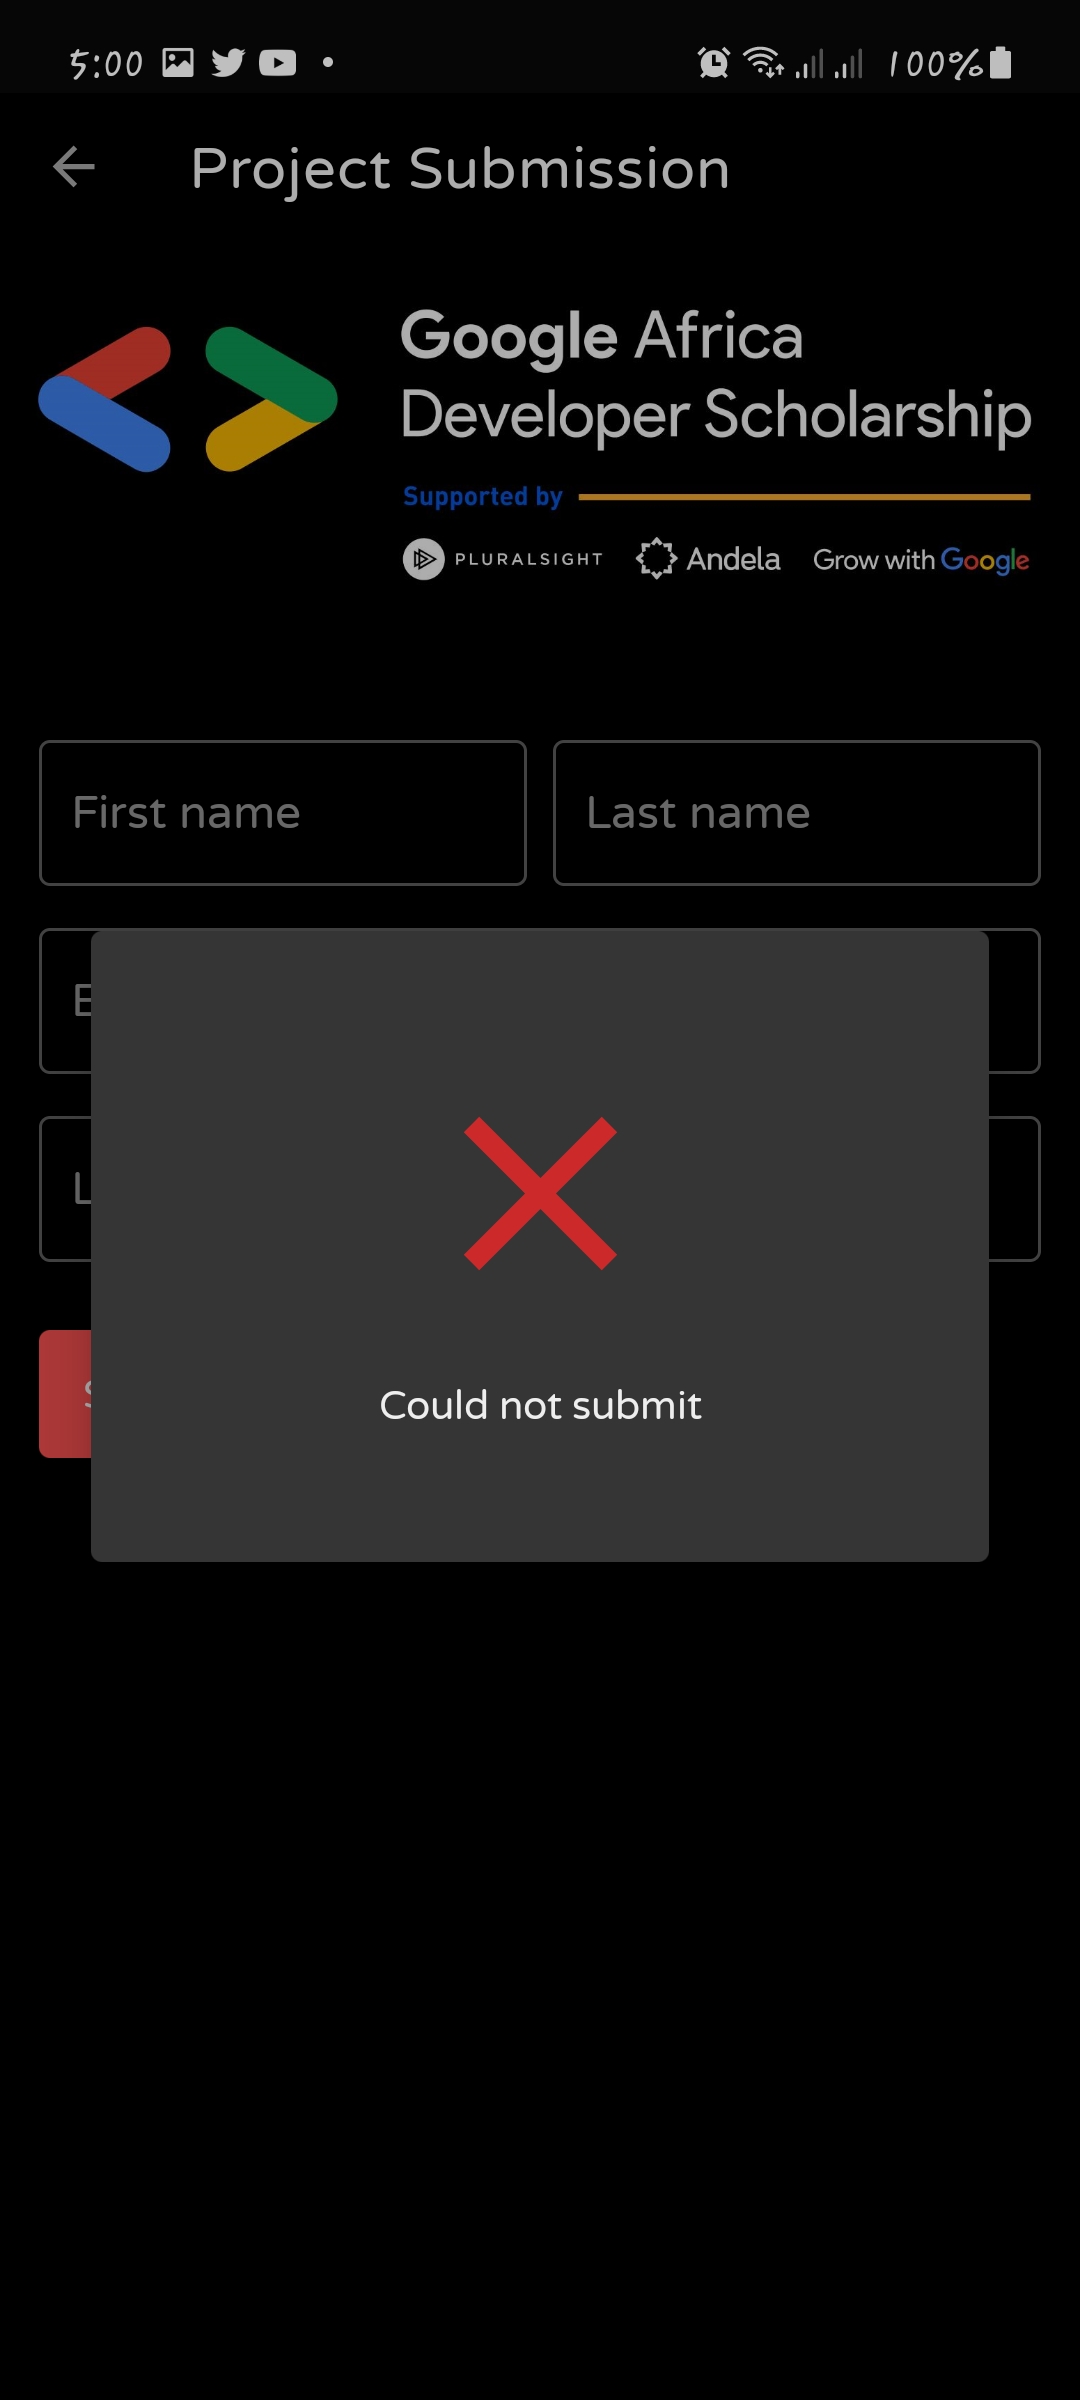 5:00 100%
Project Submission
Google Africa
Developer Scholarship
Supported by
PLURALSIGHT Andela Grow with Google
First name Last name
E
L
Could not submit